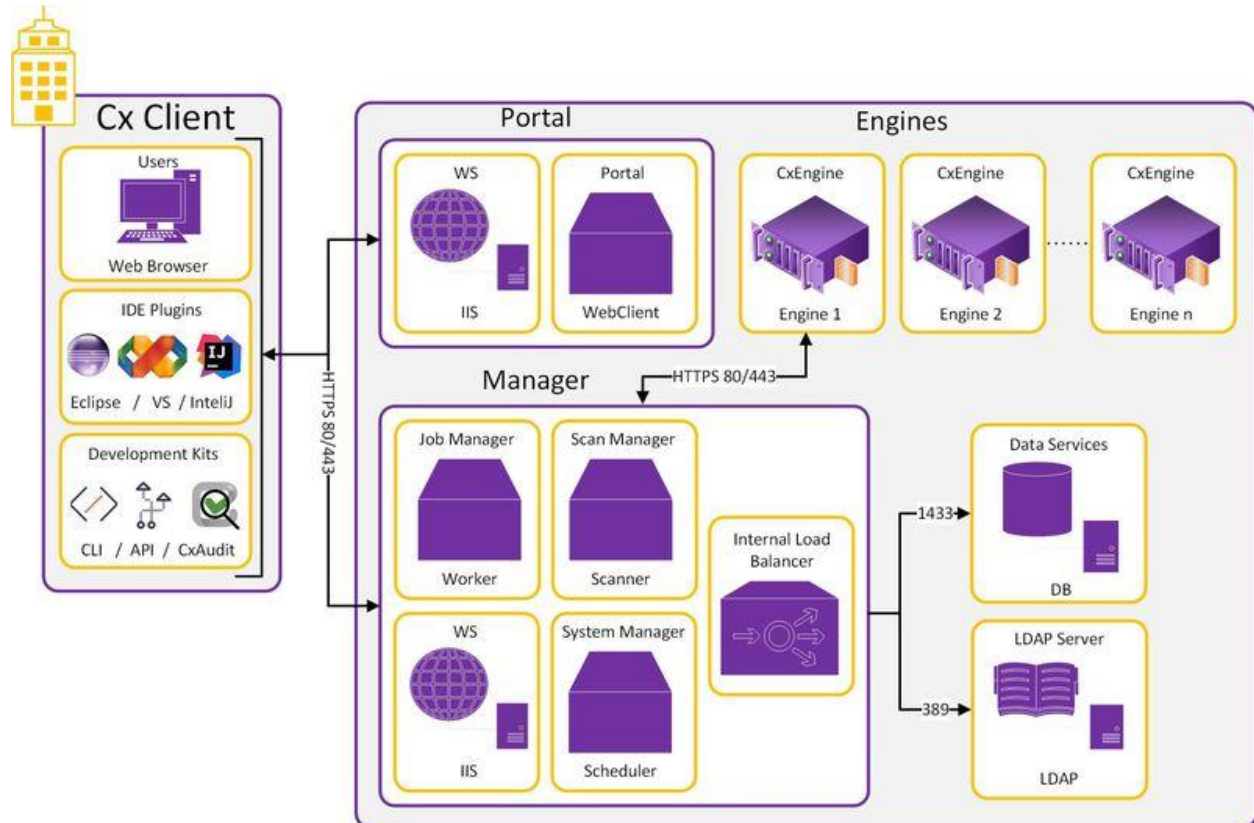 Cx Client
Users
Web Browser
IDE Plugins
IJ
Eclipse / VS / InteliJ
Development Kits
CLI / API / CxAudit
HTTPS 80/443
Portal
WS
IIS
Portal
WebClient
Engines
CxEngine
Engine 1
CxEngine
Engine 2
......
CxEngine
Engine n
HTTPS 80/443
Manager
Job Manager
Worker
Scan Manager
Scanner
WS
IIS
System Manager
Scheduler
Internal Load
Balancer
1433
Data Services
DB
389
LDAP Server
LDAP